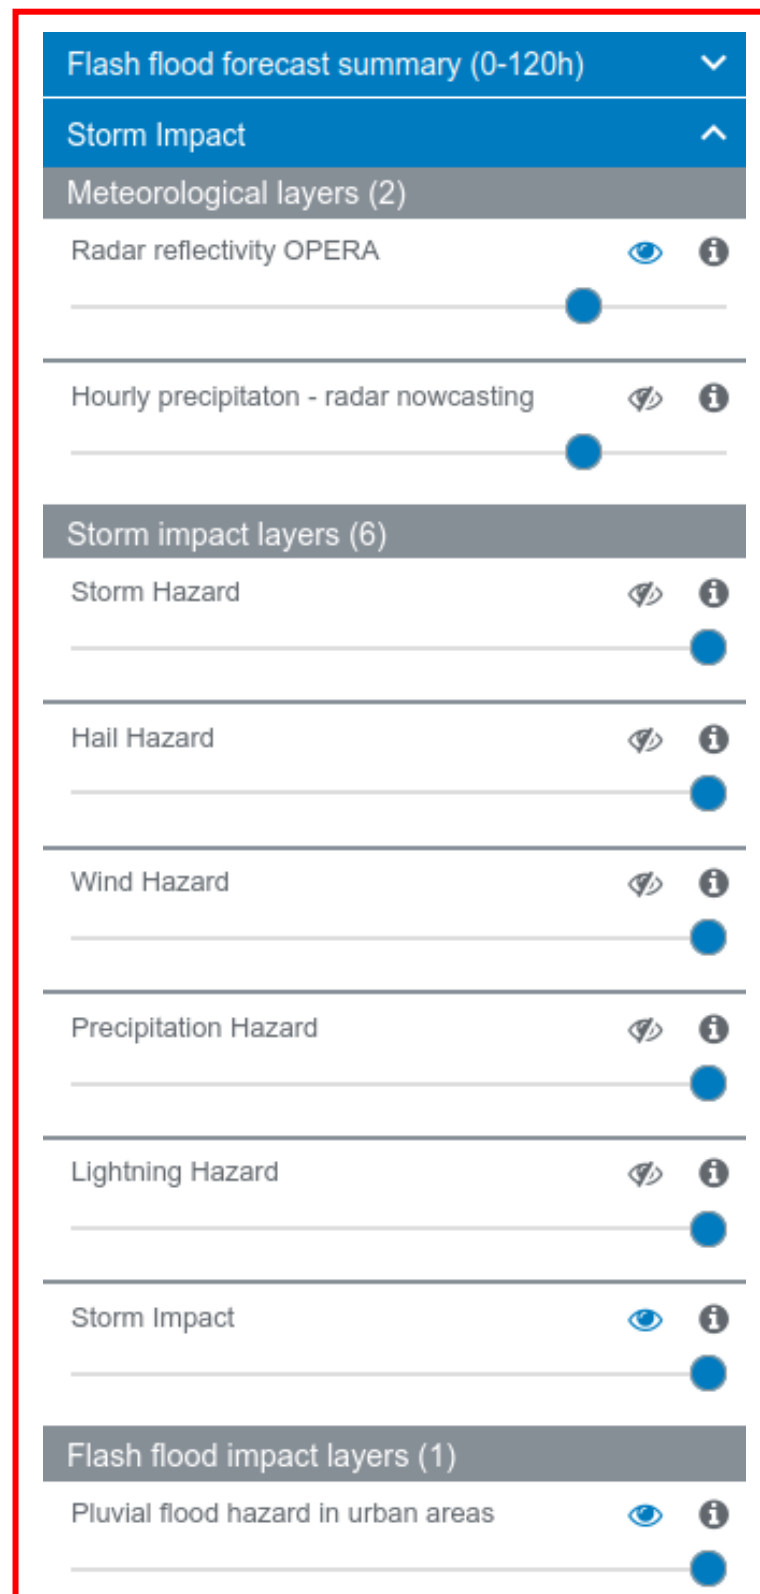 Flash flood forecast summary (0-120h)
Storm Impact
Meteorological layers (2)
Radar reflectivity OPERA
Hourly precipitaton - radar nowcasting
Storm impact layers (6)
Storm Hazard
Hail Hazard
Wind Hazard
Precipitation Hazard
Lightning Hazard
Storm Impact
Flash flood impact layers (1)
Pluvial flood hazard in urban areas